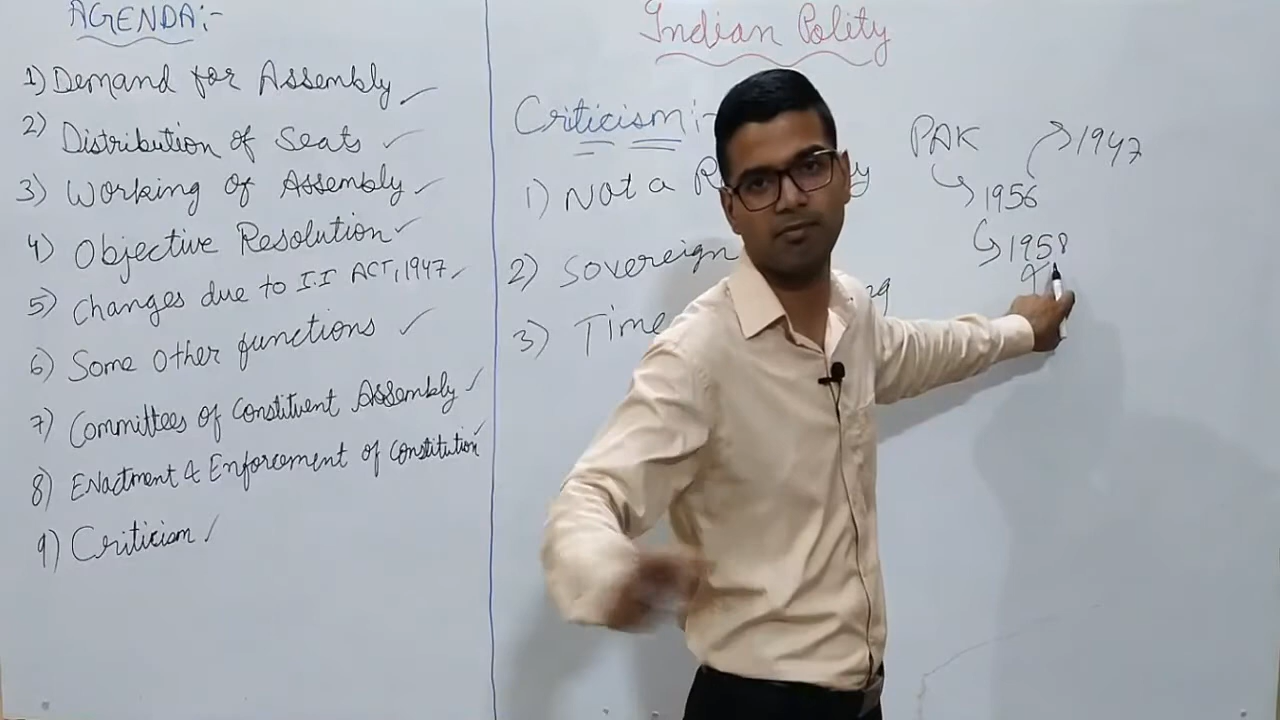 AGENDA:-
1) Demand for Assembly
2) Distribution of Seats
3) Working of Assembly
4) Objective Resolution
5) Changes due to I.I ACT, 1947
6) Some other functions
7) Committees of Constituent Assembly
8) Enactment & Enforcement of constitution
9) Criticism
Indian Polity
Criticism:-
1) Not a
2) Sovereign
3) Time
PAK
1947
1956
1958